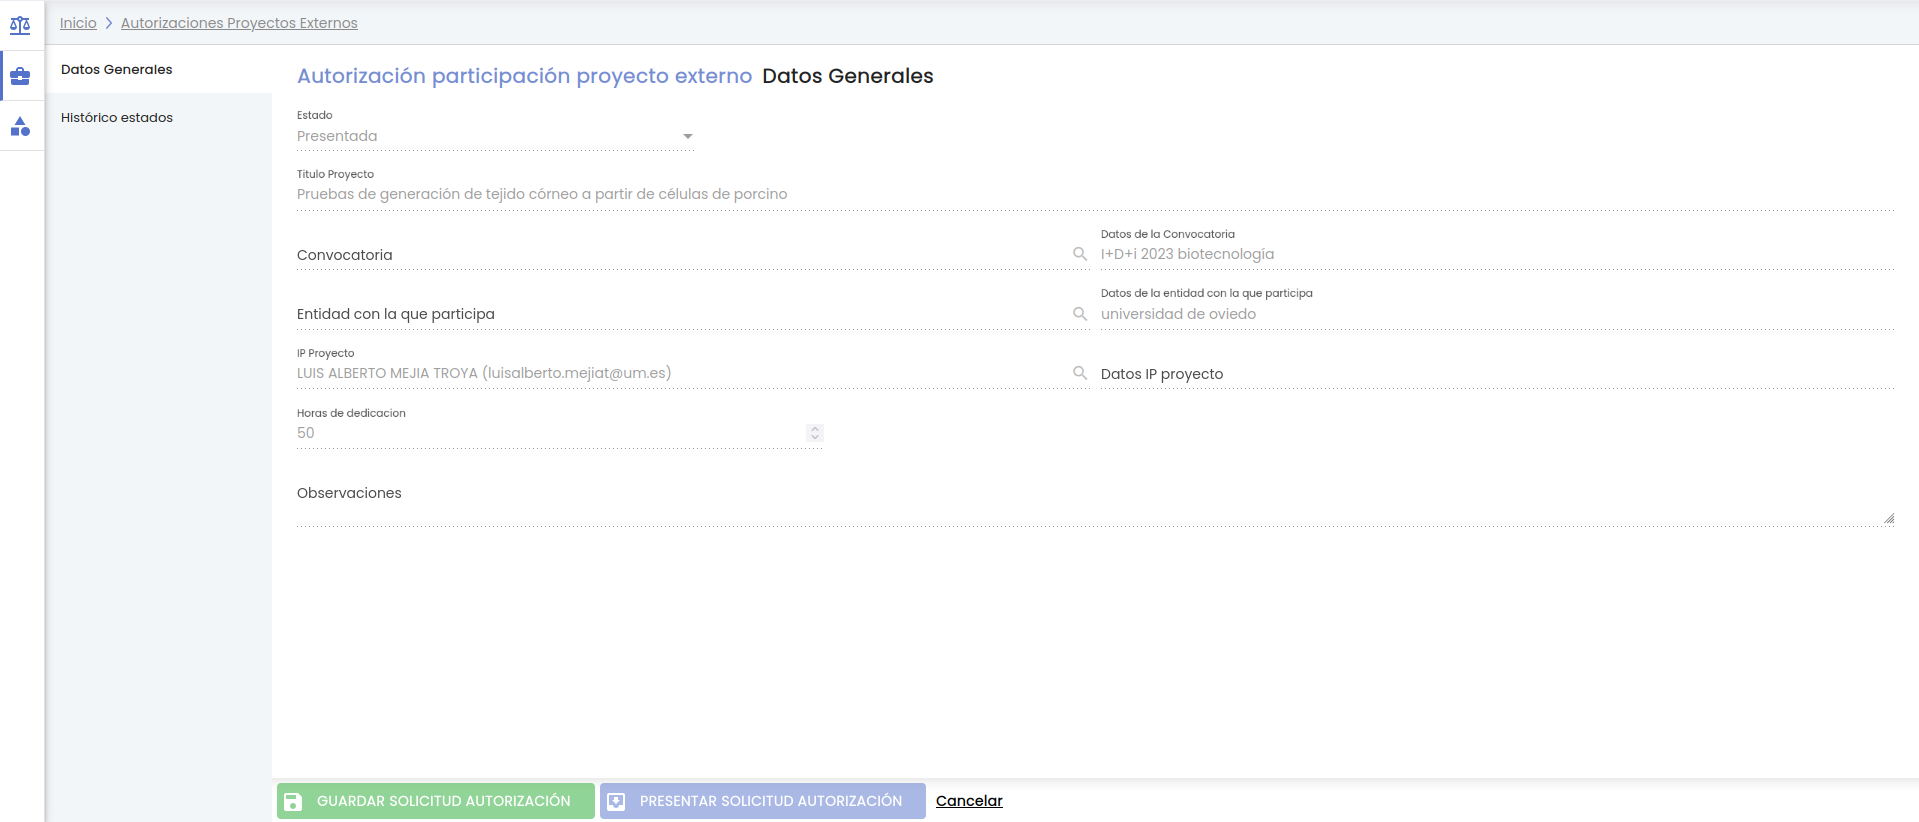 Inicio > Autorizaciones Proyectos Externos
Datos Generales
Histórico estados
Autorización participación proyecto externo Datos Generales
Estado
Presentada
Titulo Proyecto
Pruebas de generación de tejido córneo a partir de células de porcino
Convocatoria
Datos de la Convocatoria
I+D+i 2023 biotecnología
Entidad con la que participa
Datos de la entidad con la que participa
universidad de oviedo
IP Proyecto
LUIS ALBERTO MEJIA TROYA (luisalberto.mejiat@um.es)
Datos IP proyecto
Horas de dedicacion
50
Observaciones
GUARDAR SOLICITUD AUTORIZACIÓN
PRESENTAR SOLICITUD AUTORIZACIÓN
Cancelar